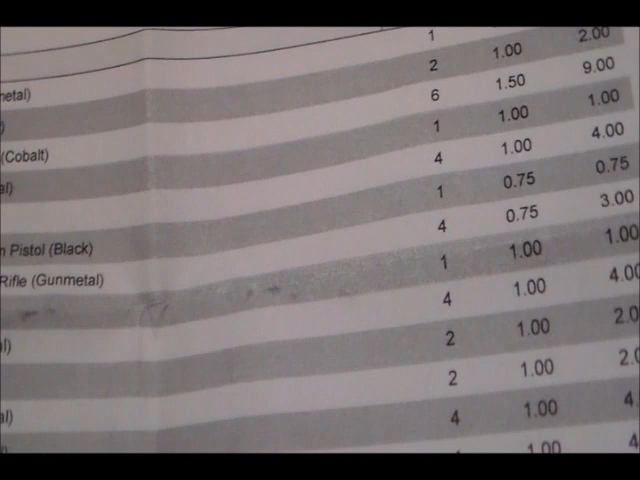 netal) 1
) 2 1.00 2.00
(Cobalt) 6 1.50 9.00
al) 1 1.00 1.00
4 1.00 4.00
n Pistol (Black) 1 0.75 0.75
Rifle (Gunmetal) 4 0.75 3.00
1 1.00 1.00
al) 4 1.00 4.00
2 1.00 2.0
al) 2 1.00 2.0
) 4 1.00 4.
1.00 4